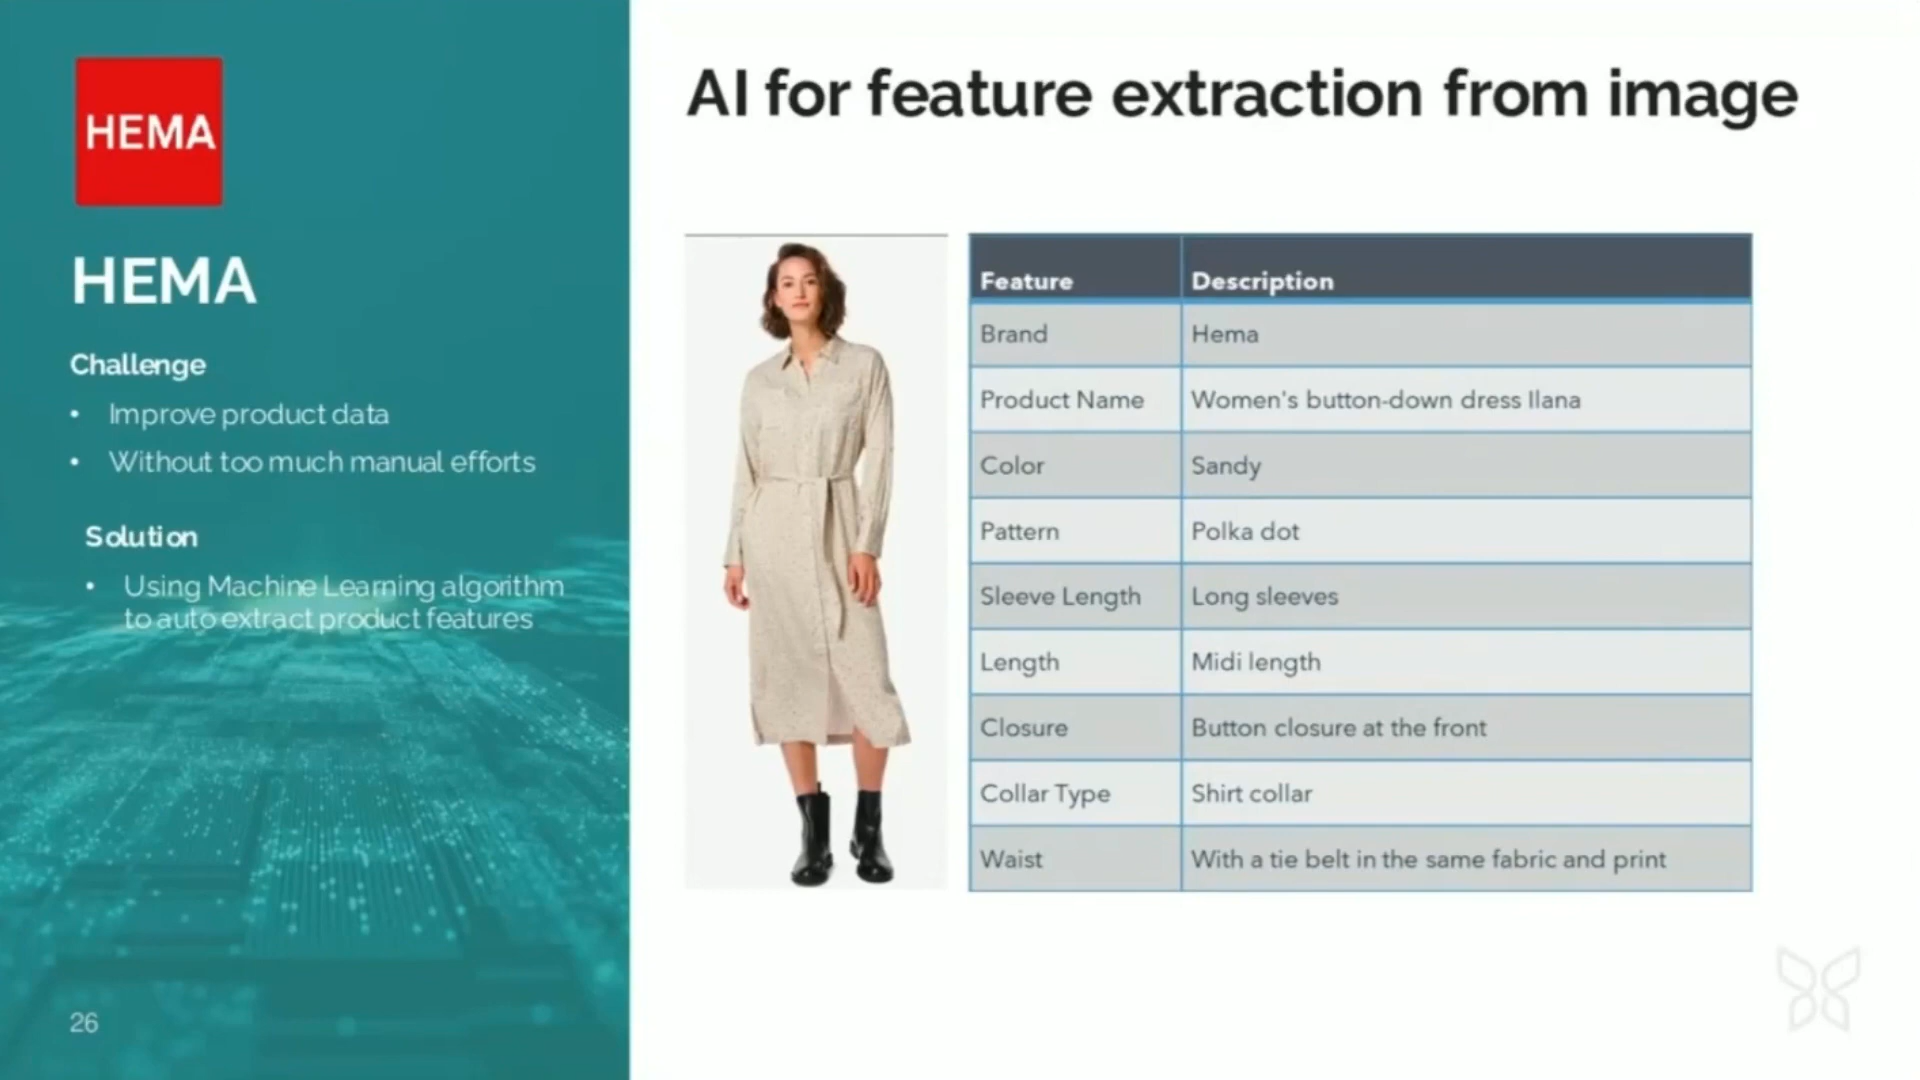 HEMA
HEMA
Challenge
• Improve product data
• Without too much manual efforts
Solution
• Using Machine Learning algorithm
to auto extract product features
26
AI for feature extraction from image
Feature Description
Brand Hema
Product Name Women's button-down dress Ilana
Color Sandy
Pattern Polka dot
Sleeve Length Long sleeves
Length Midi length
Closure Button closure at the front
Collar Type Shirt collar
Waist With a tie belt in the same fabric and print